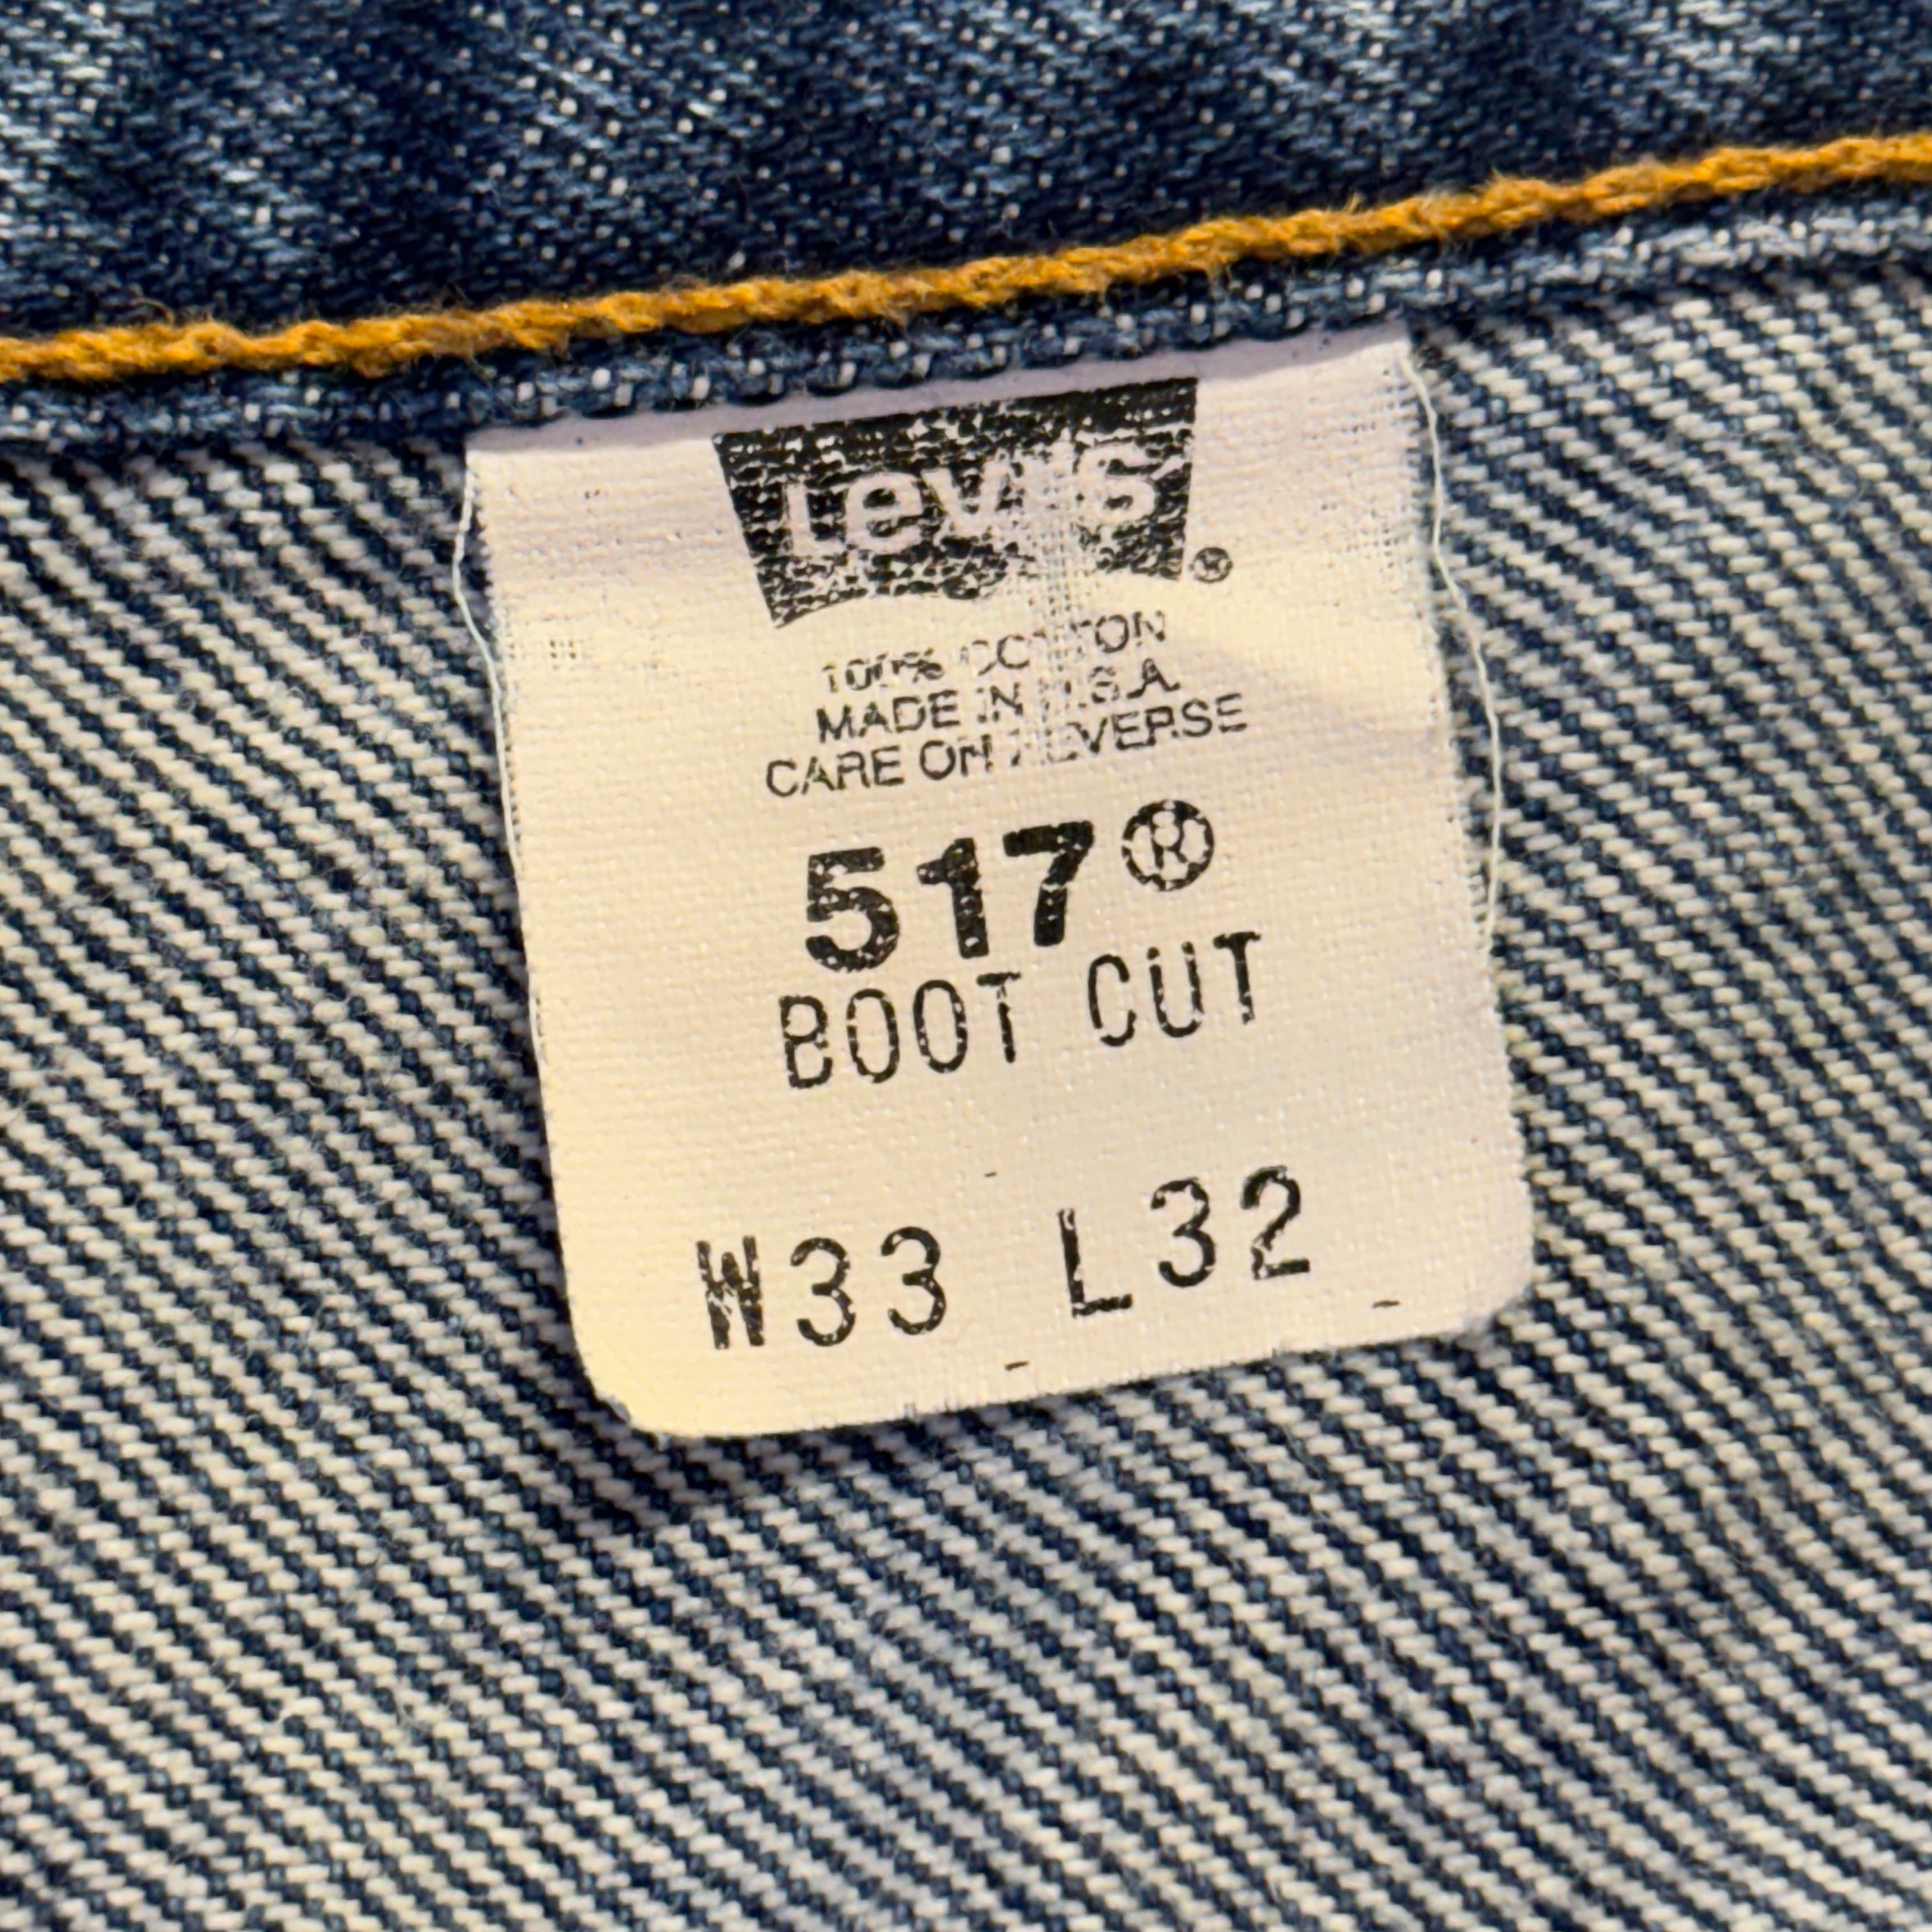 Levi's ®
100% COTTON
MADE IN U.S.A.
CARE ON REVERSE
517®
BOOT CUT
W33 L32